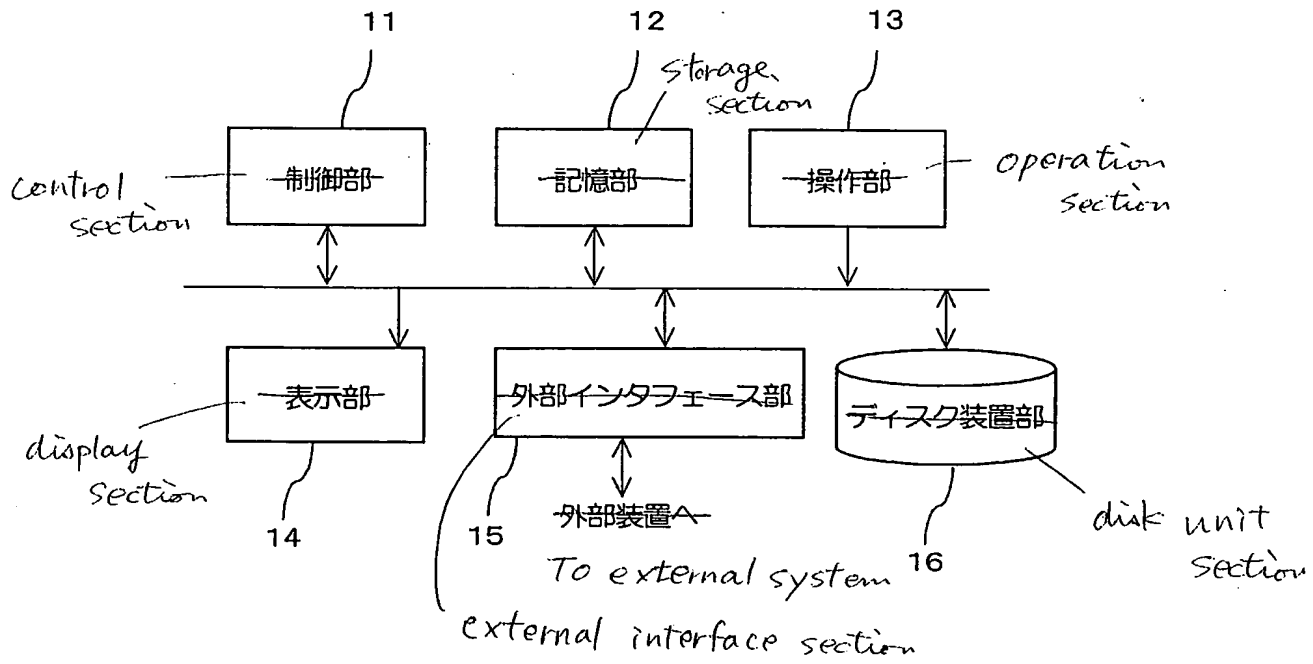 11
12
13
storage
section
制御部
記憶部
操作部
control
section
operation
section
表示部
外部インタフェース部
ディスク装置部
display
section
14
15
外部装置へ
16
disk unit
section
To external system
external interface section